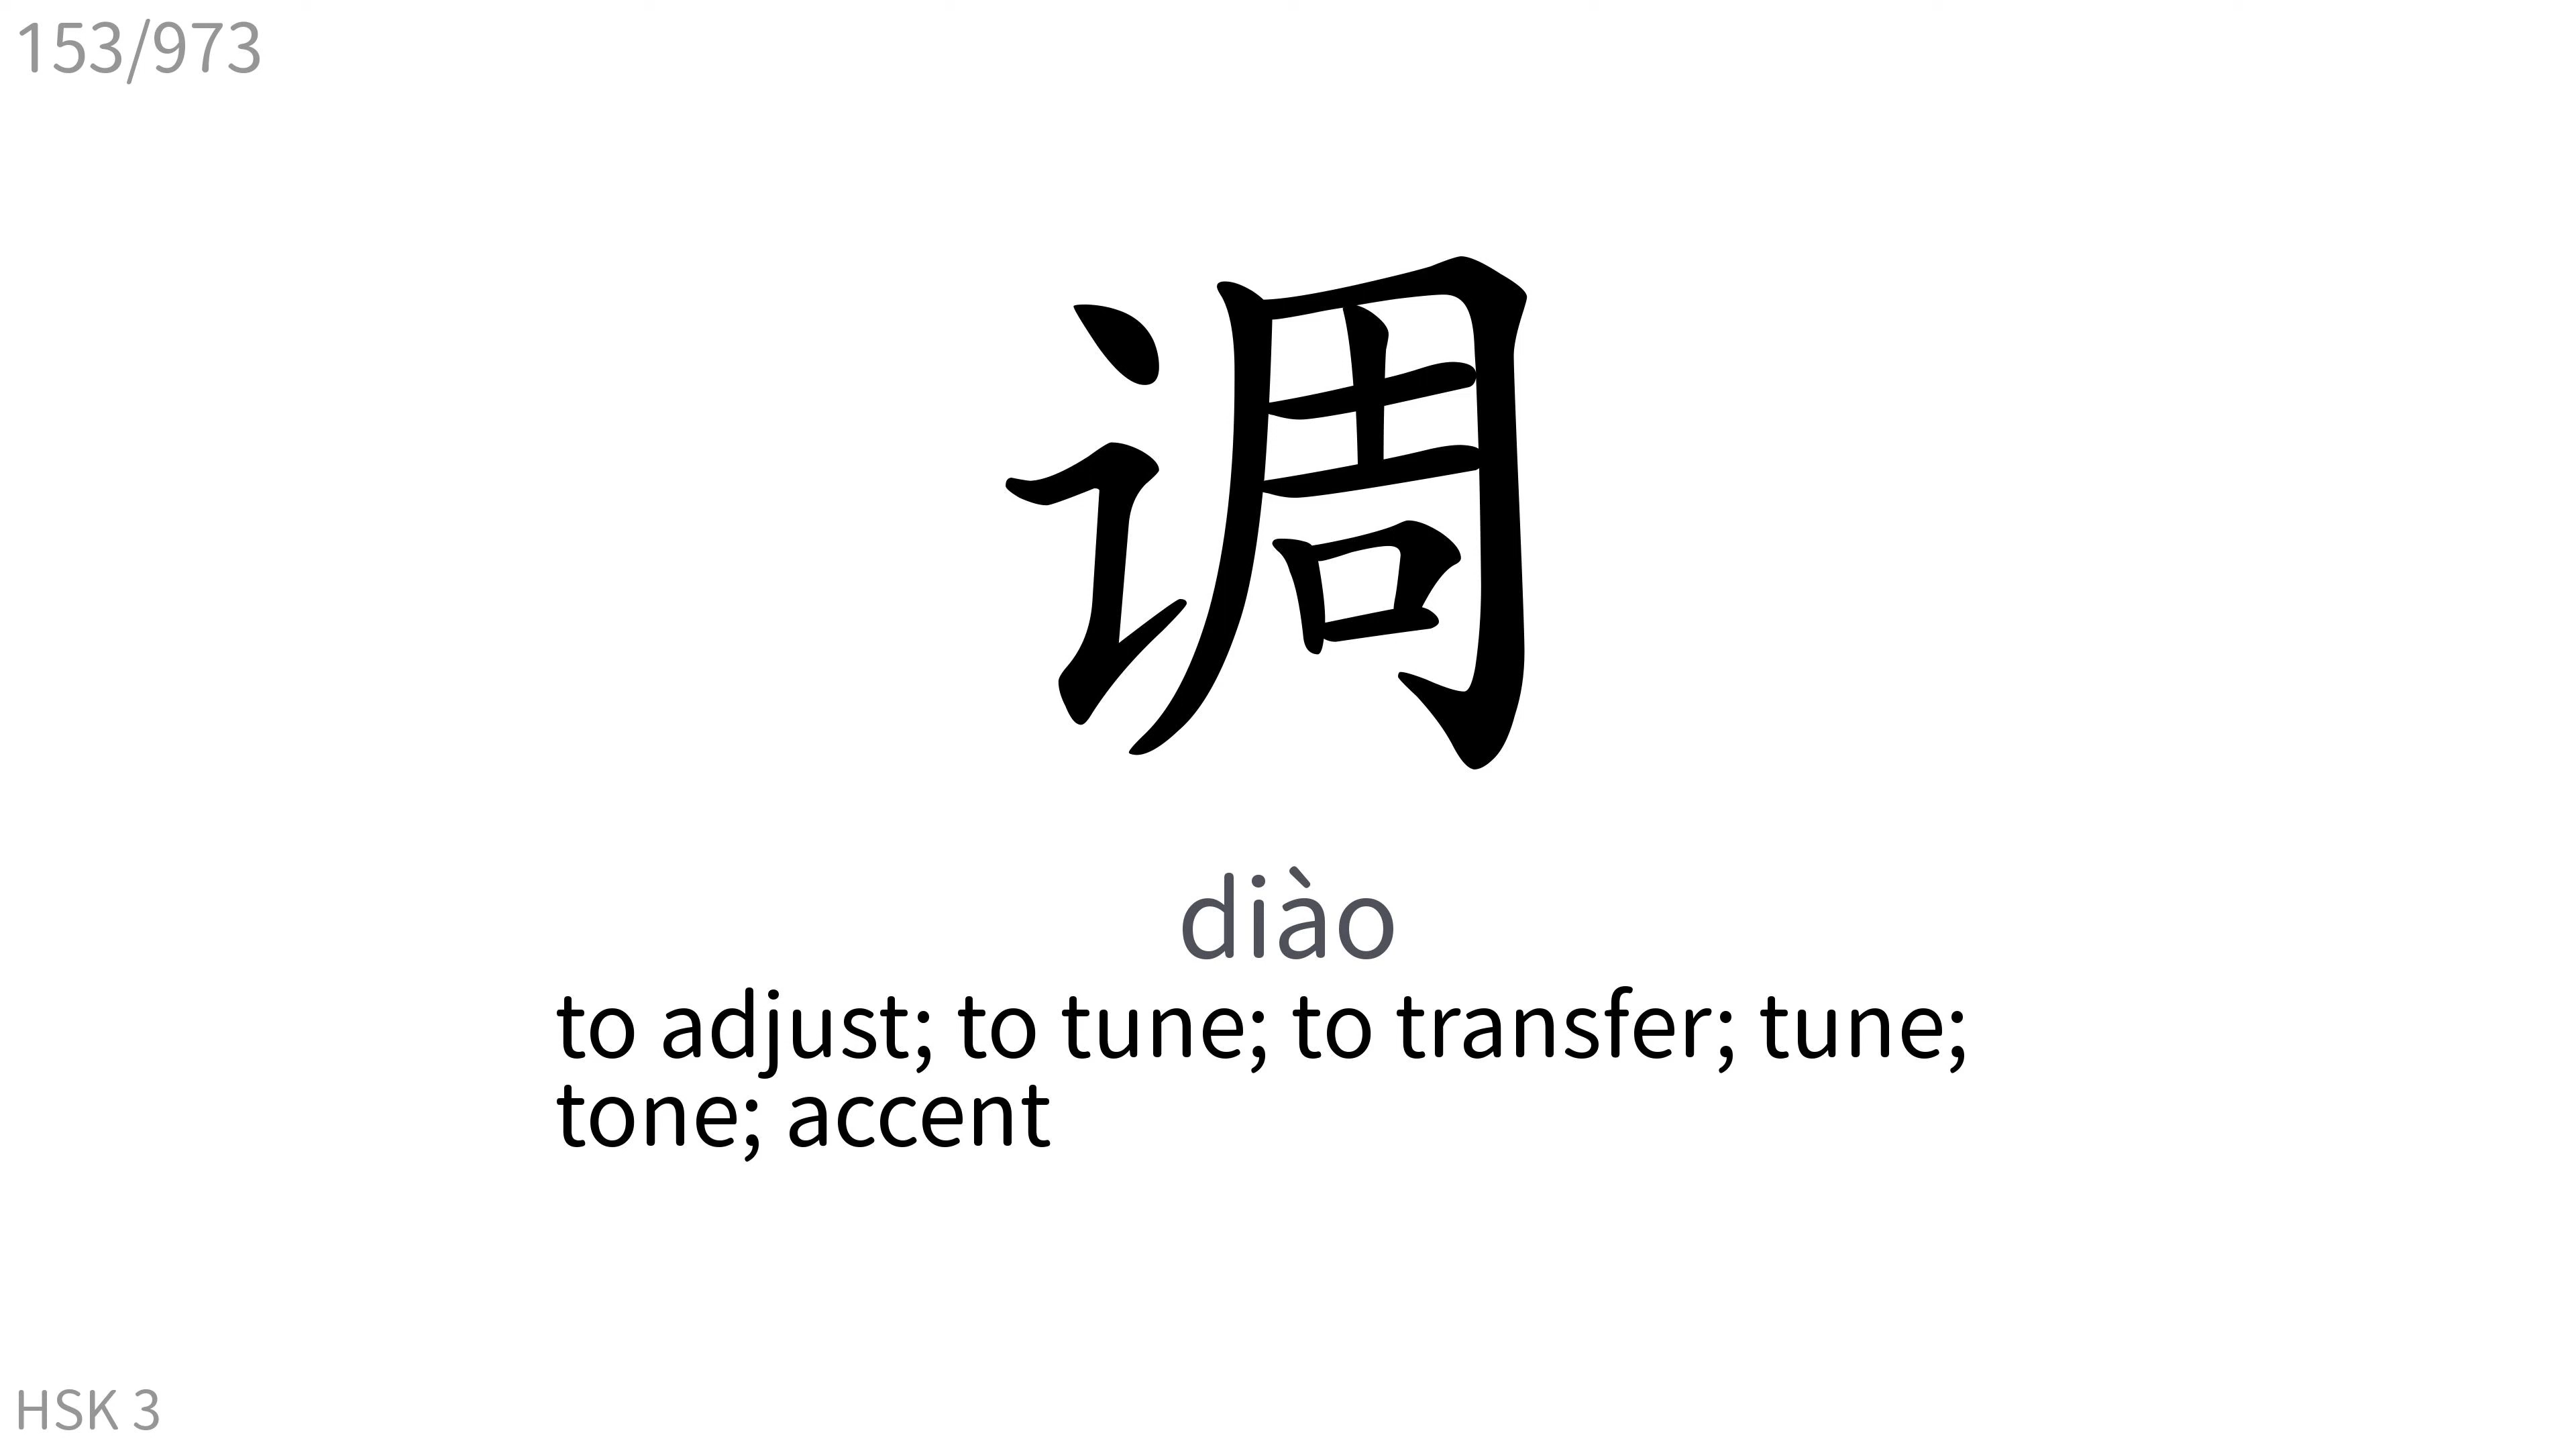 153/973
调
diào
to adjust; to tune; to transfer; tune;
tone; accent
HSK 3